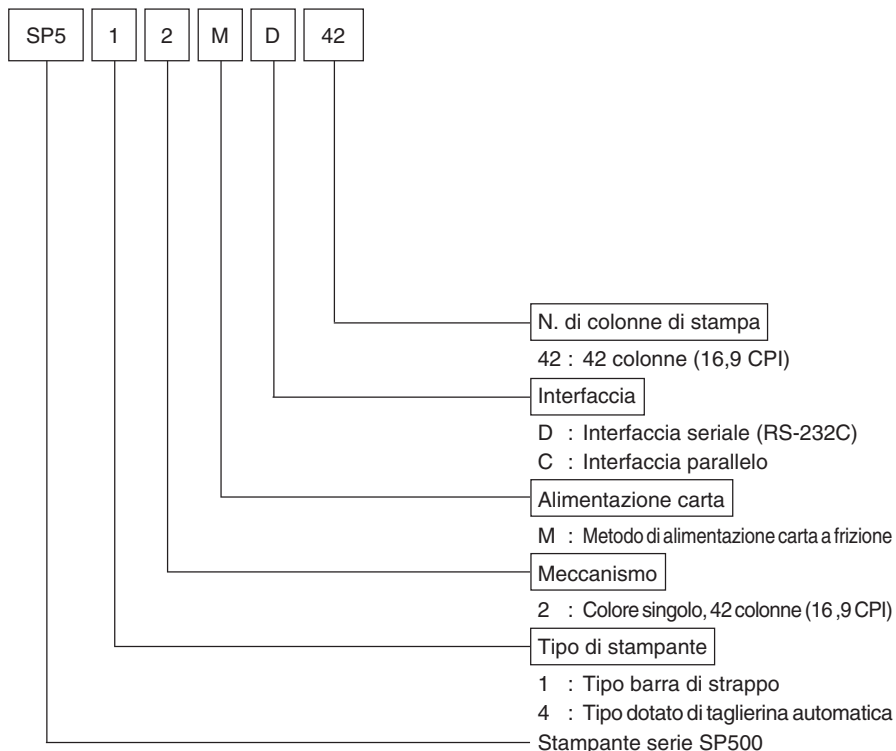 SP5 1 2 M D 42
N. di colonne di stampa
42 : 42 colonne (16,9 CPI)
Interfaccia
D : Interfaccia seriale (RS-232C)
C : Interfaccia parallelo
Alimentazione carta
M : Metodo di alimentazione carta a frizione
Meccanismo
2 : Colore singolo, 42 colonne (16 ,9 CPI)
Tipo di stampante
1 : Tipo barra di strappo
4 : Tipo dotato di taglierina automatica
Stampante serie SP500